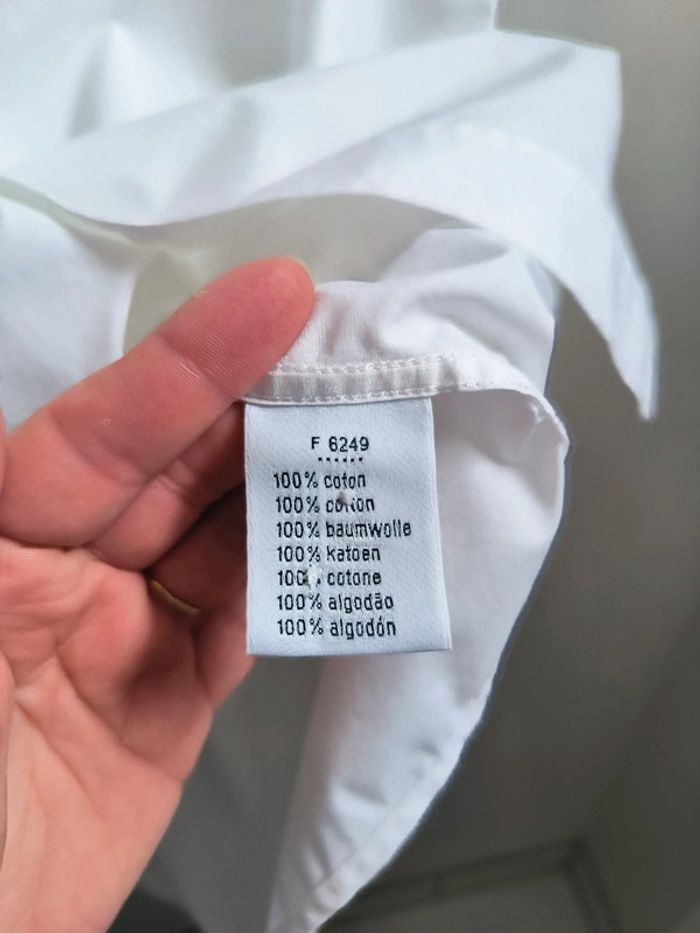 F 6249
100% coton
100% cotton
100% baumwolle
100% katoen
100% cotone
100% algodão
100% algodón